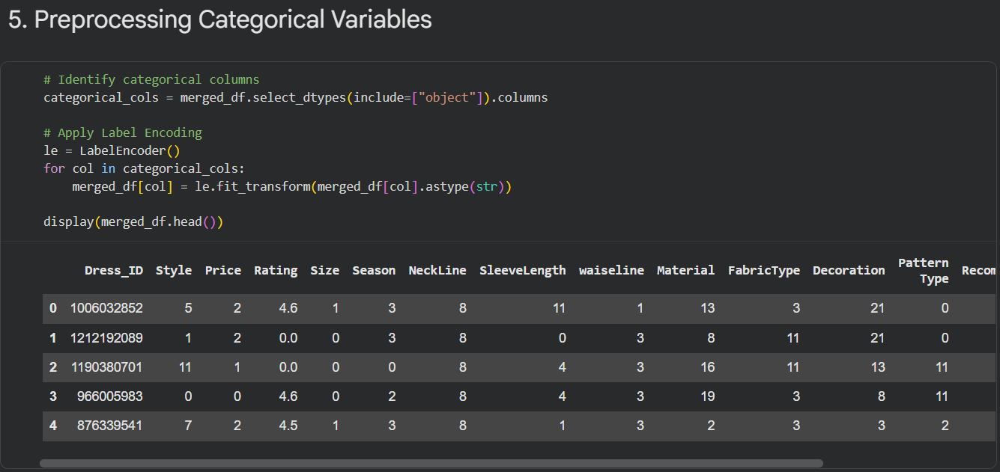 5. Preprocessing Categorical Variables
# Identify categorical columns
categorical_cols = merged_df.select_dtypes(include=["object"]).columns
# Apply Label Encoding
le = LabelEncoder()
for col in categorical_cols:
    merged_df[col] = le.fit_transform(merged_df[col].astype(str))
display(merged_df.head())
Dress_ID Style Price Rating Size Season NeckLine SleeveLength waiseline Material FabricType Decoration Pattern Type Recom
0 1006032852 5 2 4.6 1 3 8 11 1 13 3 21 0
1 1212192089 1 2 0.0 0 3 8 0 3 8 11 21 0
2 1190380701 11 1 0.0 0 0 8 4 3 16 11 13 11
3 966005983 0 0 4.6 0 2 8 4 3 19 3 8 11
4 876339541 7 2 4.5 1 3 8 1 3 2 3 3 2